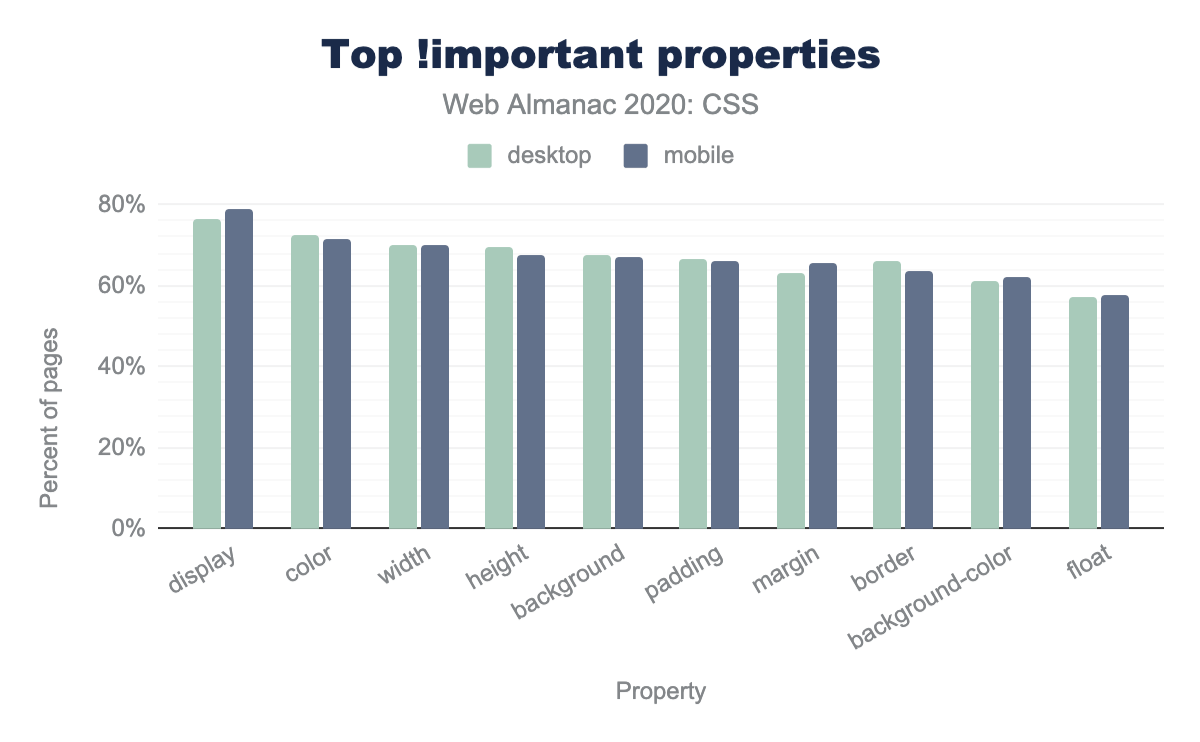 Top !important properties
Web Almanac 2020: CSS
desktop
mobile
80%
60%
40%
20%
0%
Percent of pages
display
color
width
height
background
padding
margin
border
background-color
float
Property